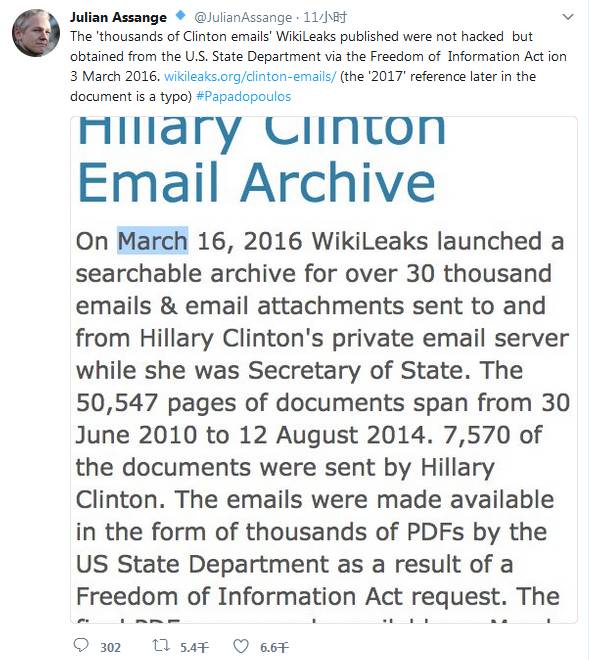 Julian Assange @JulianAssange · 11小时
The 'thousands of Clinton emails' WikiLeaks published were not hacked but
obtained from the U.S. State Department via the Freedom of Information Act ion
3 March 2016. wikileaks.org/clinton-emails/ (the '2017' reference later in the
document is a typo) #Papadopoulos
Hillary Clinton
Email Archive
On March 16, 2016 WikiLeaks launched a
searchable archive for over 30 thousand
emails & email attachments sent to and
from Hillary Clinton's private email server
while she was Secretary of State. The
50,547 pages of documents span from 30
June 2010 to 12 August 2014. 7,570 of
the documents were sent by Hillary
Clinton. The emails were made available
in the form of thousands of PDFs by the
US State Department as a result of a
Freedom of Information Act request. The
302 5.4千 6.6千